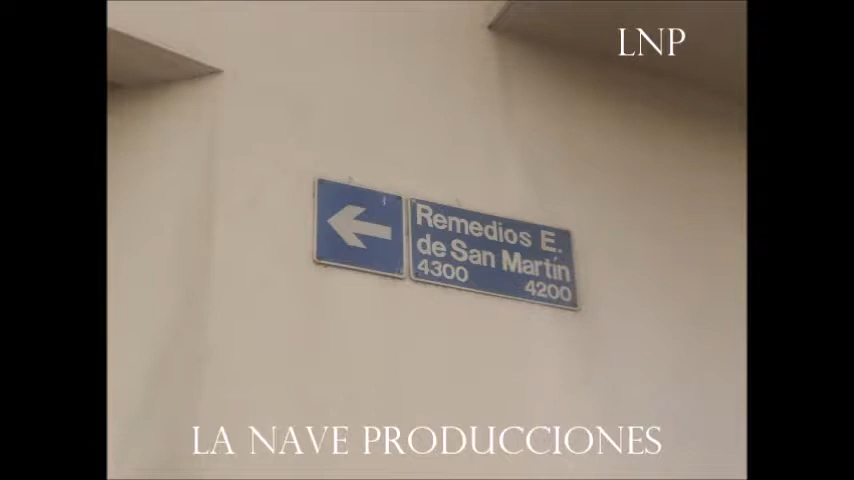 LNP
Remedios E.
de San Martín
4300
4200
LA NAVE PRODUCCIONES